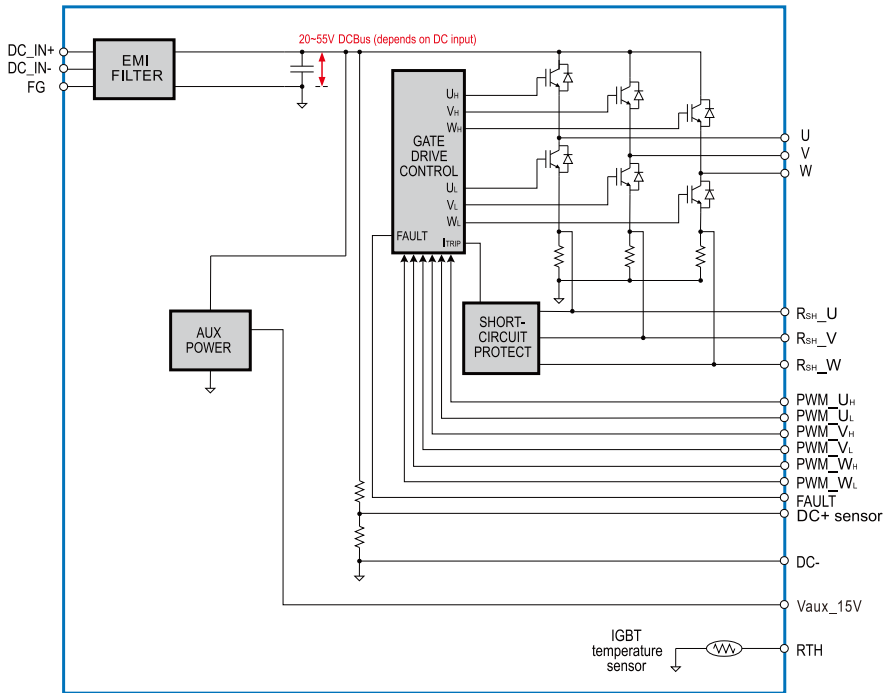 20~55V DCBus (depends on DC input)
DC_IN+
DC_IN-
FG
EMI
FILTER
UH
VH
WH
GATE
DRIVE
CONTROL
UL
VL
WL
FAULT
ITRIP
U
V
W
AUX
POWER
SHORT-
CIRCUIT
PROTECT
RSH_U
RSH_V
RSH_W
PWM_UH
PWM_UL
PWM_VH
PWM_VL
PWM_WH
PWM_WL
FAULT
DC+ sensor
DC-
Vaux_15V
IGBT
temperature
sensor
RTH